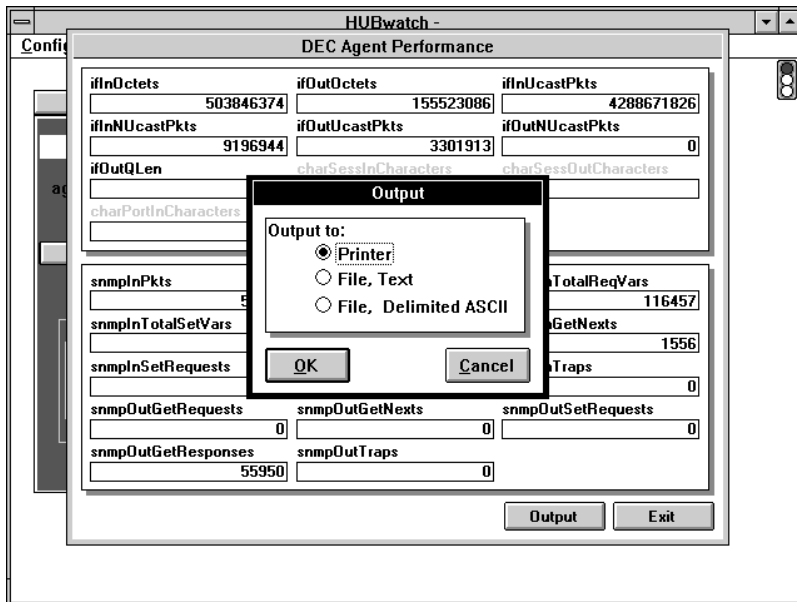 HUBwatch -
Config
DEC Agent Performance
ifInOctets ifOutOctets ifInUcastPkts
503846374 155523086 4288671826
ifInNUcastPkts ifOutUcastPkts ifOutNUcastPkts
9196944 3301913 0
ifOutQLen charSessInCharacters charSessOutCharacters
Output
charPortInCharacters
Output to:
Printer
File, Text
File, Delimited ASCII
OK Cancel
snmpInPkts TotalReqVars
5 116457
snmpInTotalSetVars GetNexts
1556
snmpInSetRequests Traps
0
snmpOutGetRequests snmpOutGetNexts snmpOutSetRequests
0 0 0
snmpOutGetResponses snmpOutTraps
55950 0
Output Exit